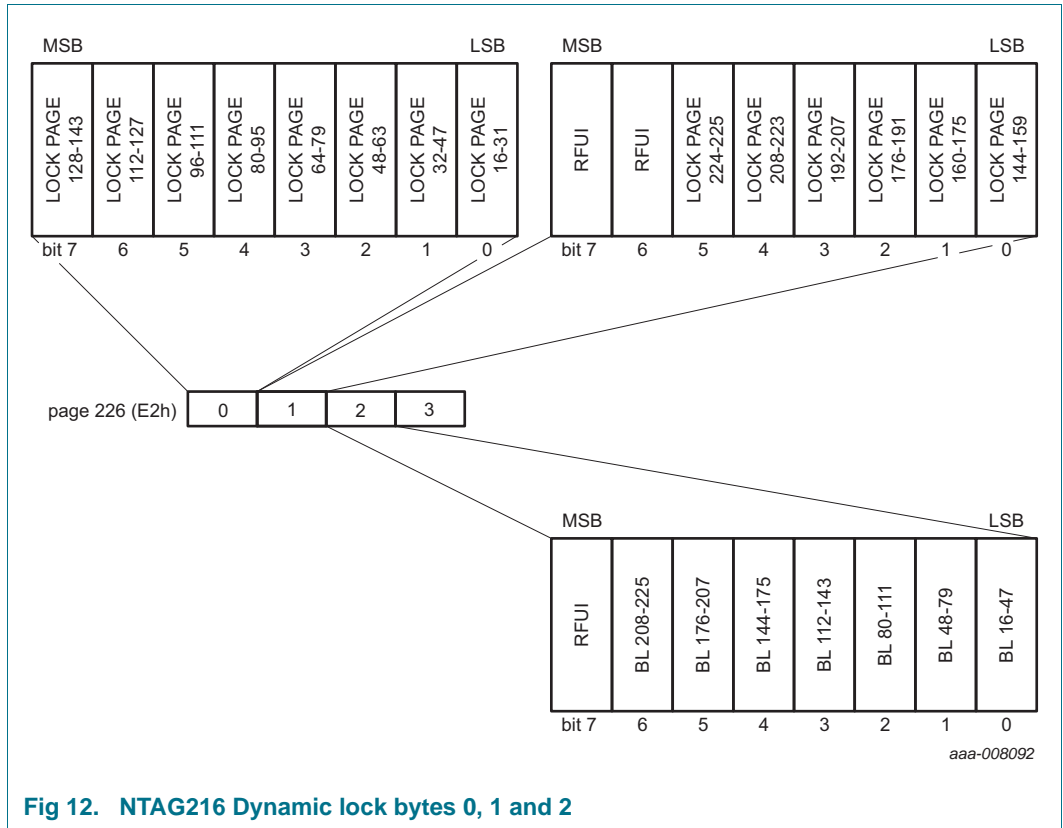 MSB LSB
LOCK PAGE 128-143
LOCK PAGE 112-127
LOCK PAGE 96-111
LOCK PAGE 80-95
LOCK PAGE 64-79
LOCK PAGE 48-63
LOCK PAGE 32-47
LOCK PAGE 16-31
bit 7 6 5 4 3 2 1 0
MSB LSB
RFUI
RFUI
LOCK PAGE 224-225
LOCK PAGE 208-223
LOCK PAGE 192-207
LOCK PAGE 176-191
LOCK PAGE 160-175
LOCK PAGE 144-159
bit 7 6 5 4 3 2 1 0
page 226 (E2h) 0 1 2 3
MSB LSB
RFUI
BL 208-225
BL 176-207
BL 144-175
BL 112-143
BL 80-111
BL 48-79
BL 16-47
bit 7 6 5 4 3 2 1 0
aaa-008092
Fig 12. NTAG216 Dynamic lock bytes 0, 1 and 2